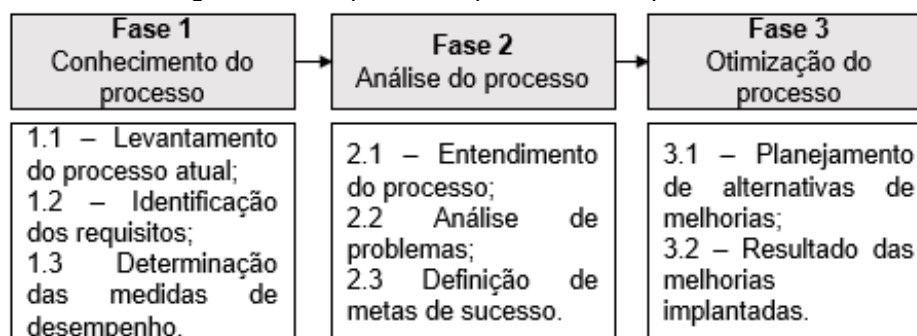 Fase 1
Conhecimento do
processo
Fase 2
Análise do processo
Fase 3
Otimização do
processo
1.1 – Levantamento
do processo atual;
1.2 – Identificação
dos requisitos;
1.3 Determinação
das medidas de
desempenho.
2.1 – Entendimento
do processo;
2.2 Análise de
problemas;
2.3 Definição de
metas de sucesso.
3.1 – Planejamento
de alternativas de
melhorias;
3.2 – Resultado das
melhorias
implantadas.